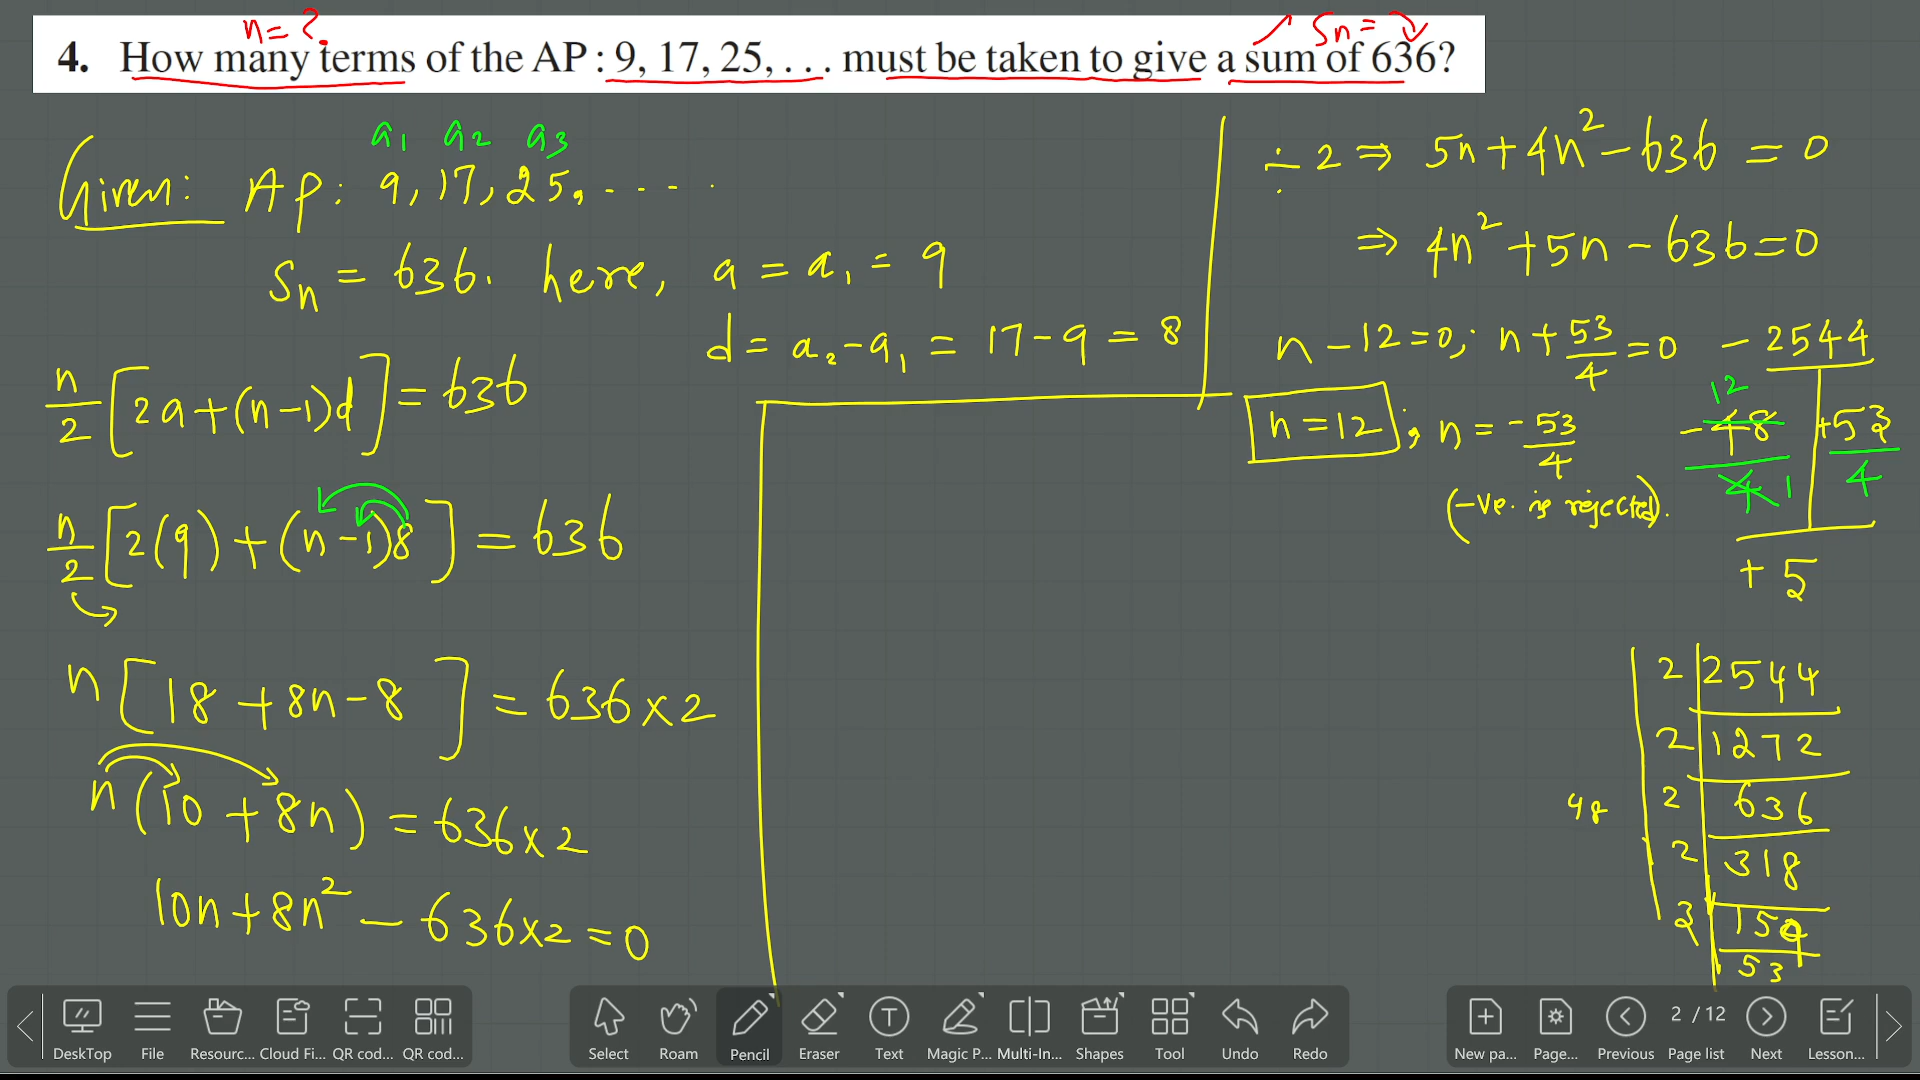 n = ?
Sn = ?
4. How many terms of the AP : 9, 17, 25, . . . must be taken to give a sum of 636?
a1 a2 a3
Given: AP: 9, 17, 25, . . . . .
Sn = 636. here, a = a1 = 9
d = a2 - a1 = 17 - 9 = 8
n/2 [2a + (n-1)d] = 636
n/2 [2(9) + (n-1)8] = 636
n [18 + 8n - 8] = 636 × 2
n (10 + 8n) = 636 × 2
10n + 8n² - 636×2 = 0
÷ 2 ⇒ 5n + 4n² - 636 = 0
⇒ 4n² + 5n - 636 = 0
n - 12 = 0; n + 53/4 = 0
n = 12 ; n = -53/4
(-ve. is rejected).
- 2544
12
-48 +53
4 1 4
+ 5
2 2544
2 1272
2 636
48
2 318
3 159
53
DeskTop File Resourc... Cloud Fi... QR cod... QR cod... Select Roam Pencil Eraser Text Magic P... Multi-In... Shapes Tool Undo Redo New pa... Page... Previous 2 / 12 Page list Next Lesson...